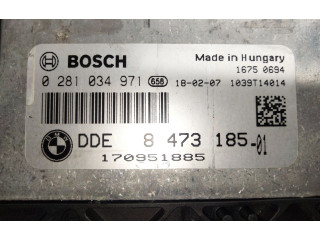 BOSCH
Made in Hungary
1675 0694
0 281 034 971 656 18-02-07 1039T14014
BMW
DDE 8 473 185-01
170951885